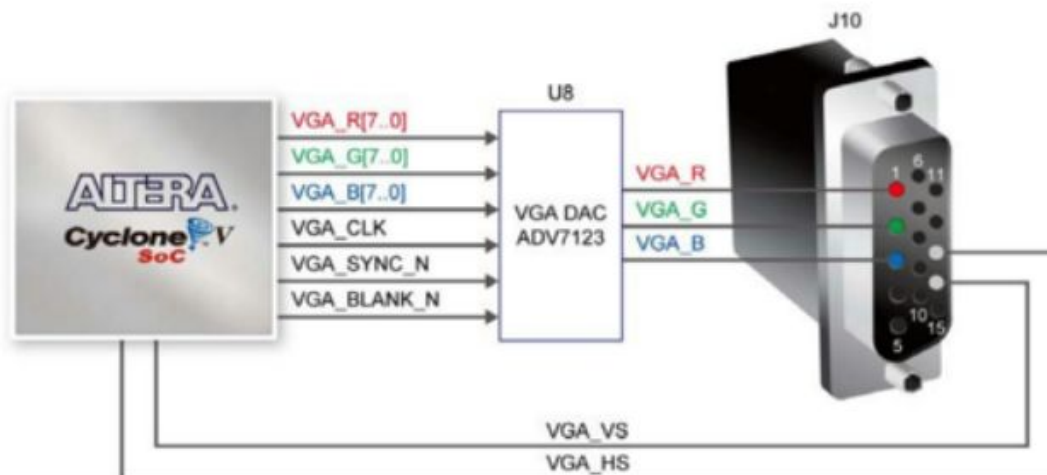 J10
U8
VGA_R[7..0]
VGA_G[7..0]
VGA_B[7..0]
VGA_CLK
VGA_SYNC_N
VGA_BLANK_N
ALTERA®
Cyclone V
SoC
VGA DAC
ADV7123
VGA_R
VGA_G
VGA_B
1
6
11
5
10
15
VGA_VS
VGA_HS